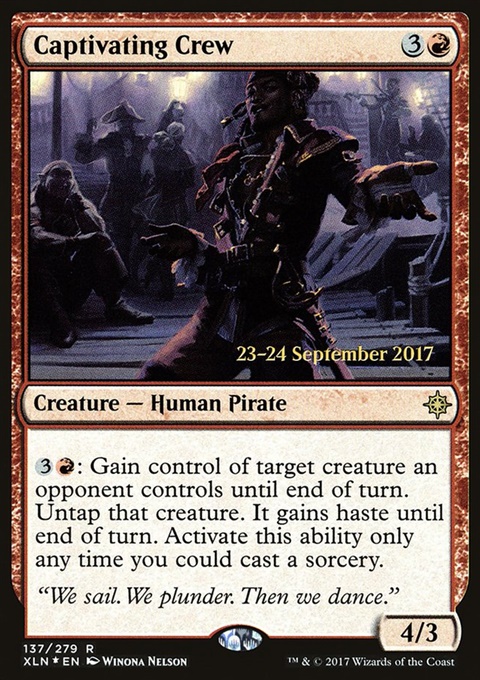 Captivating Crew 3
23–24 September 2017
Creature — Human Pirate
3: Gain control of target creature an
opponent controls until end of turn.
Untap that creature. It gains haste until
end of turn. Activate this ability only
any time you could cast a sorcery.
“We sail. We plunder. Then we dance.”
4/3
137/279 R
XLN★EN Winona Nelson
™ & © 2017 Wizards of the Coast